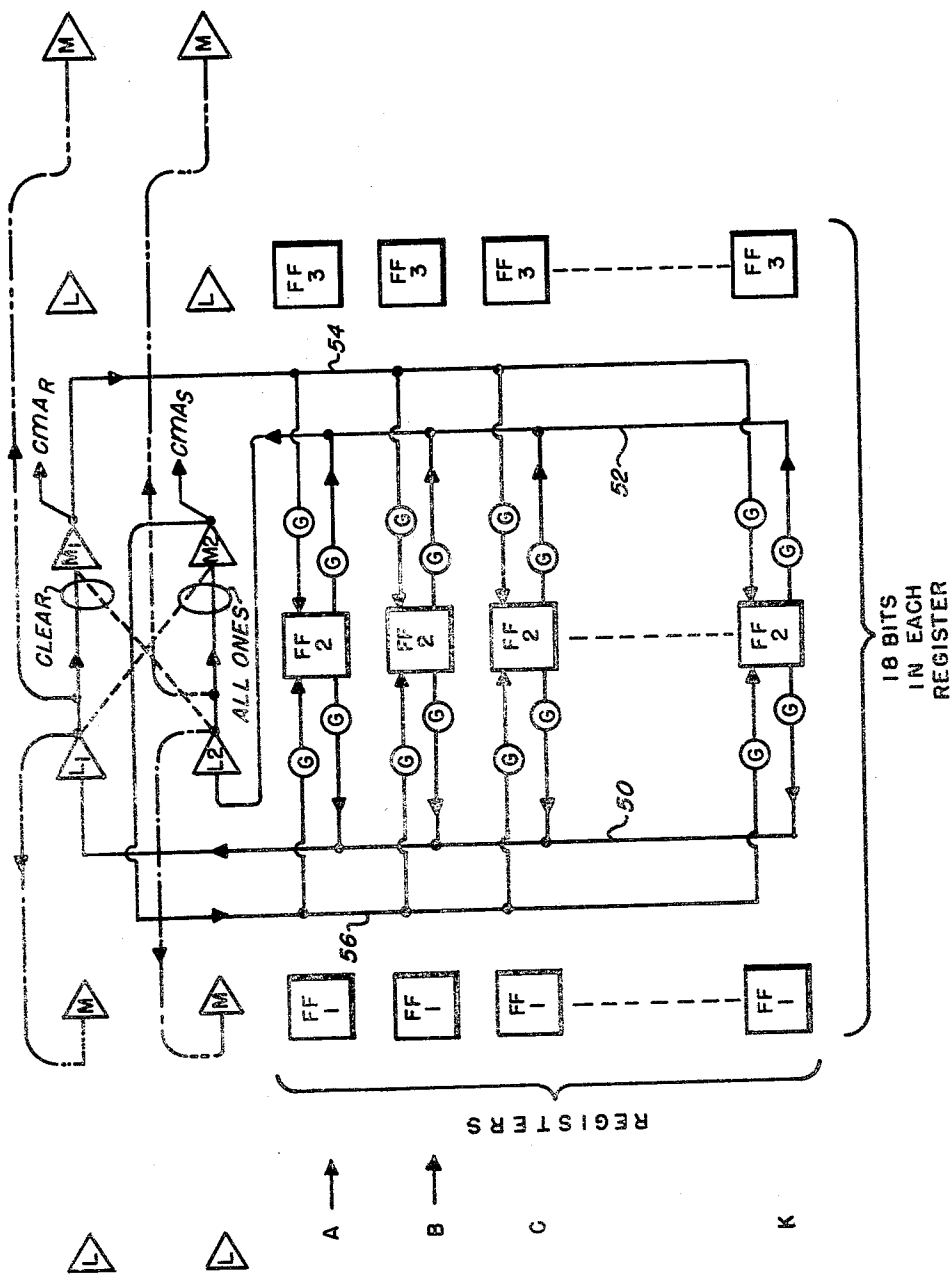 CMA R
CLEAR
L
M
L1
M1
L
M
CMA S
L
M
L2
M2
L
M
ALL ONES
REGISTERS
A
FF 1
G
G
FF 2
G
G
FF 3
54
B
FF 1
G
G
FF 2
G
G
FF 3
C
FF 1
G
G
FF 2
G
G
FF 3
56
50
52
K
FF 1
G
G
FF 2
G
G
FF 3
18 BITS
IN EACH
REGISTER